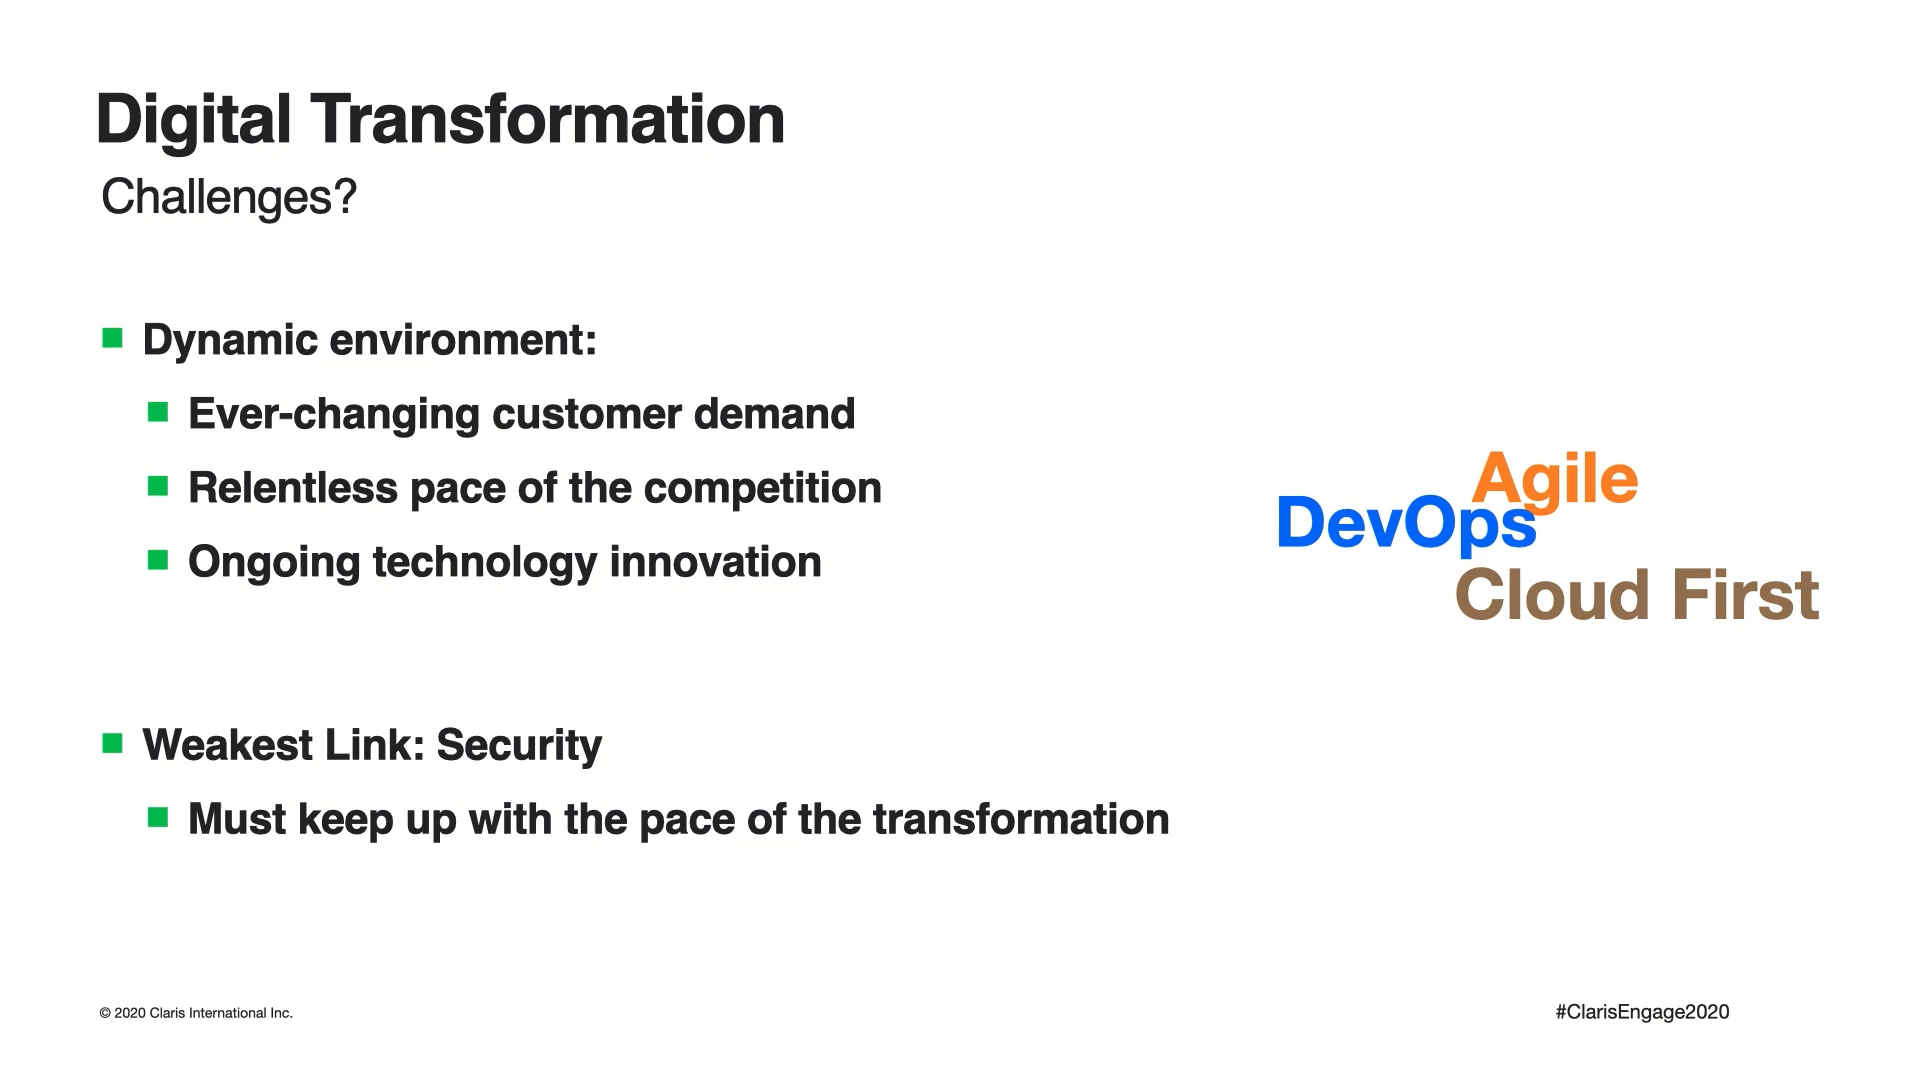 Digital Transformation
Challenges?
Dynamic environment:
Ever-changing customer demand
Relentless pace of the competition
Ongoing technology innovation
Agile
DevOps
Cloud First
Weakest Link: Security
Must keep up with the pace of the transformation
© 2020 Claris International Inc.
#ClarisEngage2020